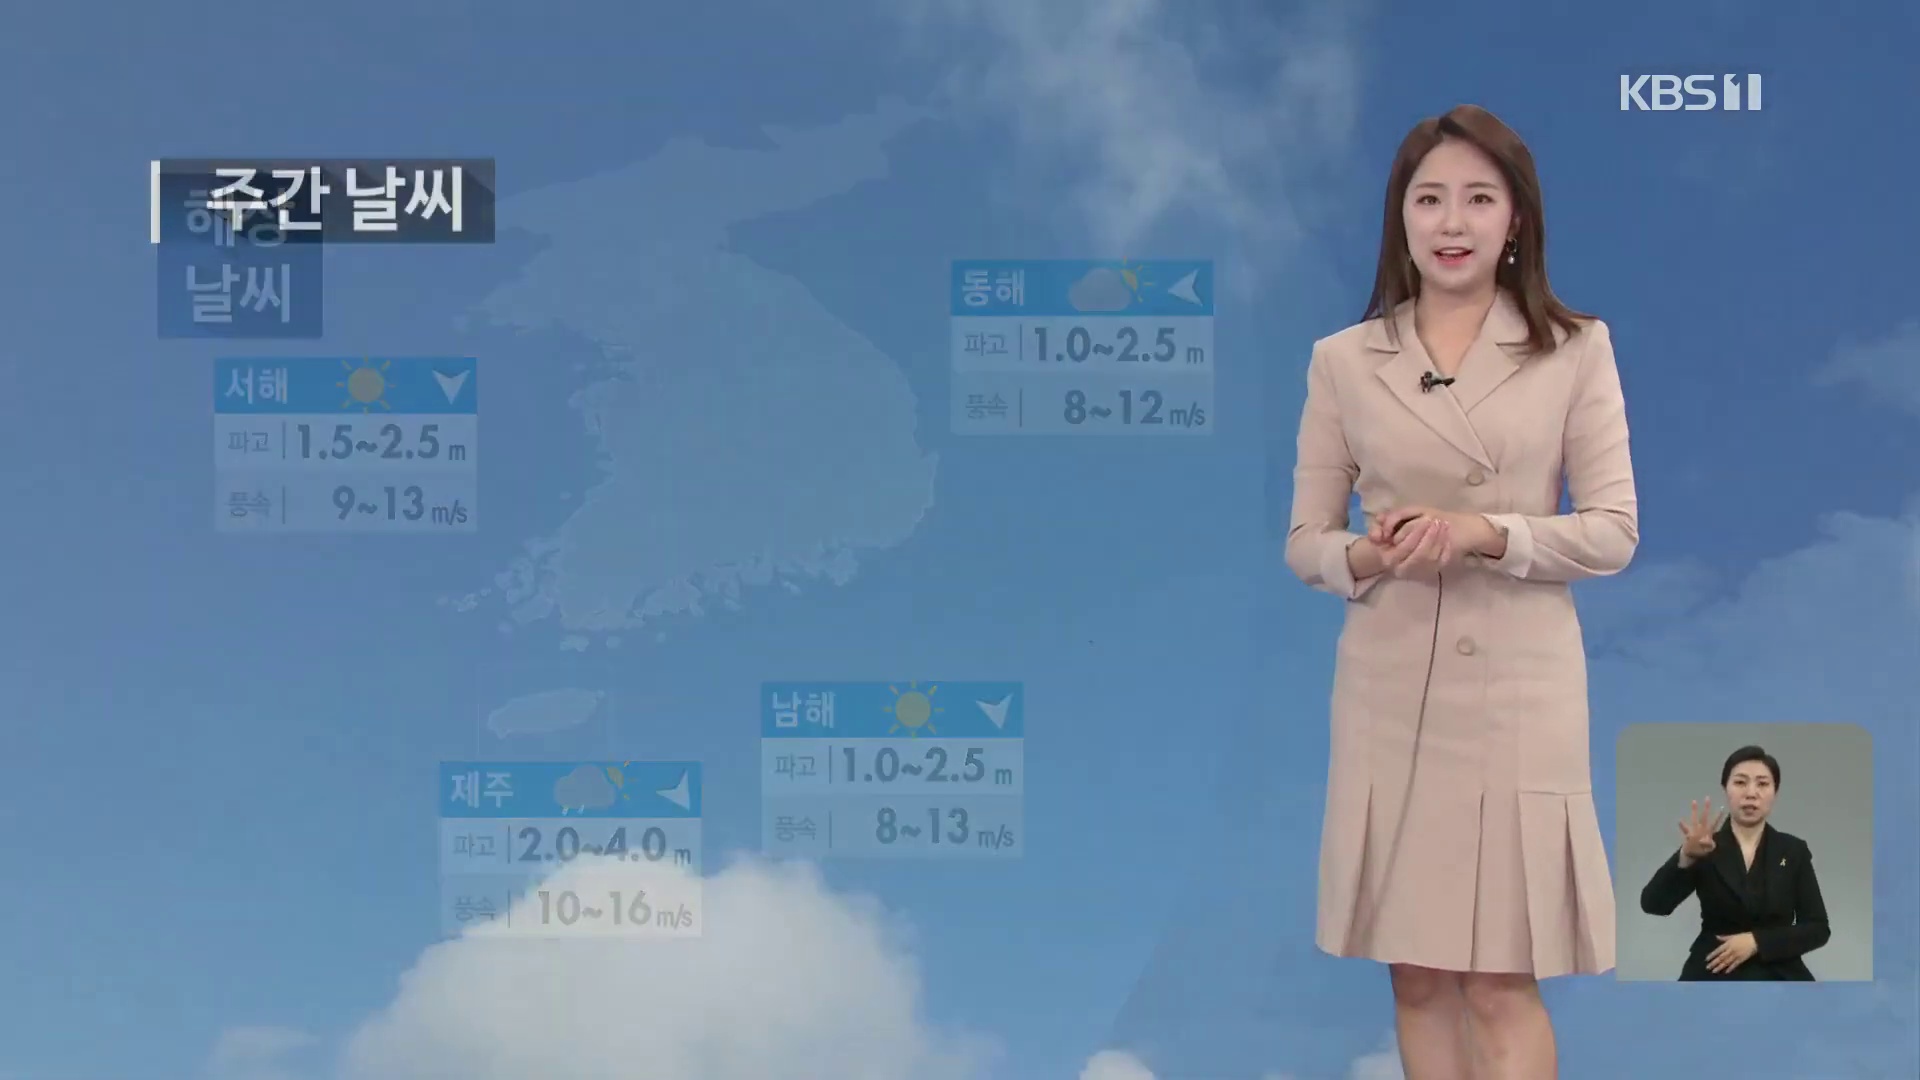 KBS 1
주간 날씨
해상
날씨
동해
파고 1.0~2.5 m
풍속 8~12 m/s
서해
파고 1.5~2.5 m
풍속 9~13 m/s
남해
파고 1.0~2.5 m
풍속 8~13 m/s
제주
파고 2.0~4.0 m
풍속 10~16 m/s